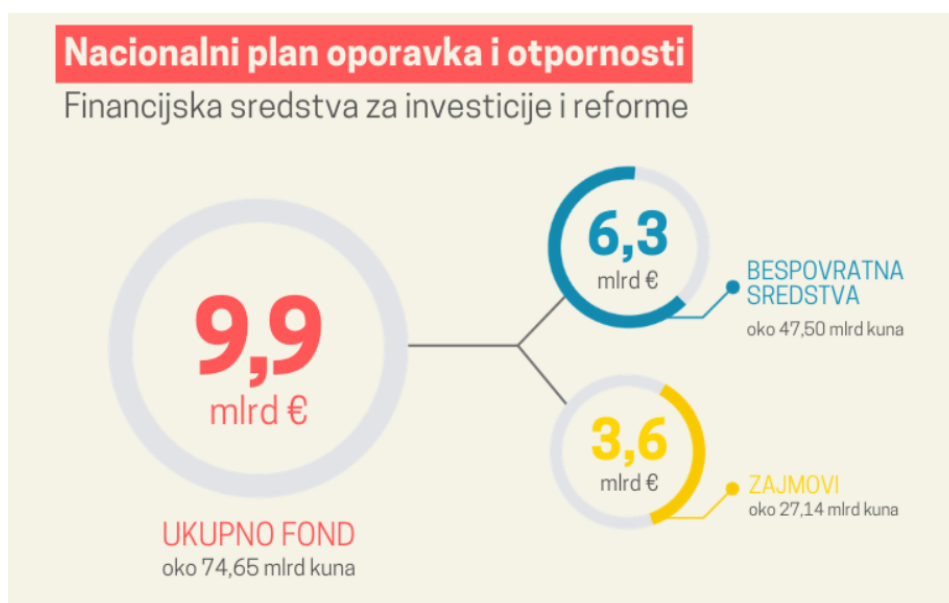 Nacionalni plan oporavka i otpornosti
Financijska sredstva za investicije i reforme
9,9
mlrd €
UKUPNO FOND
oko 74,65 mlrd kuna
6,3
mlrd €
BESPOVRATNA
SREDSTVA
oko 47,50 mlrd kuna
3,6
mlrd €
ZAJMOVI
oko 27,14 mlrd kuna